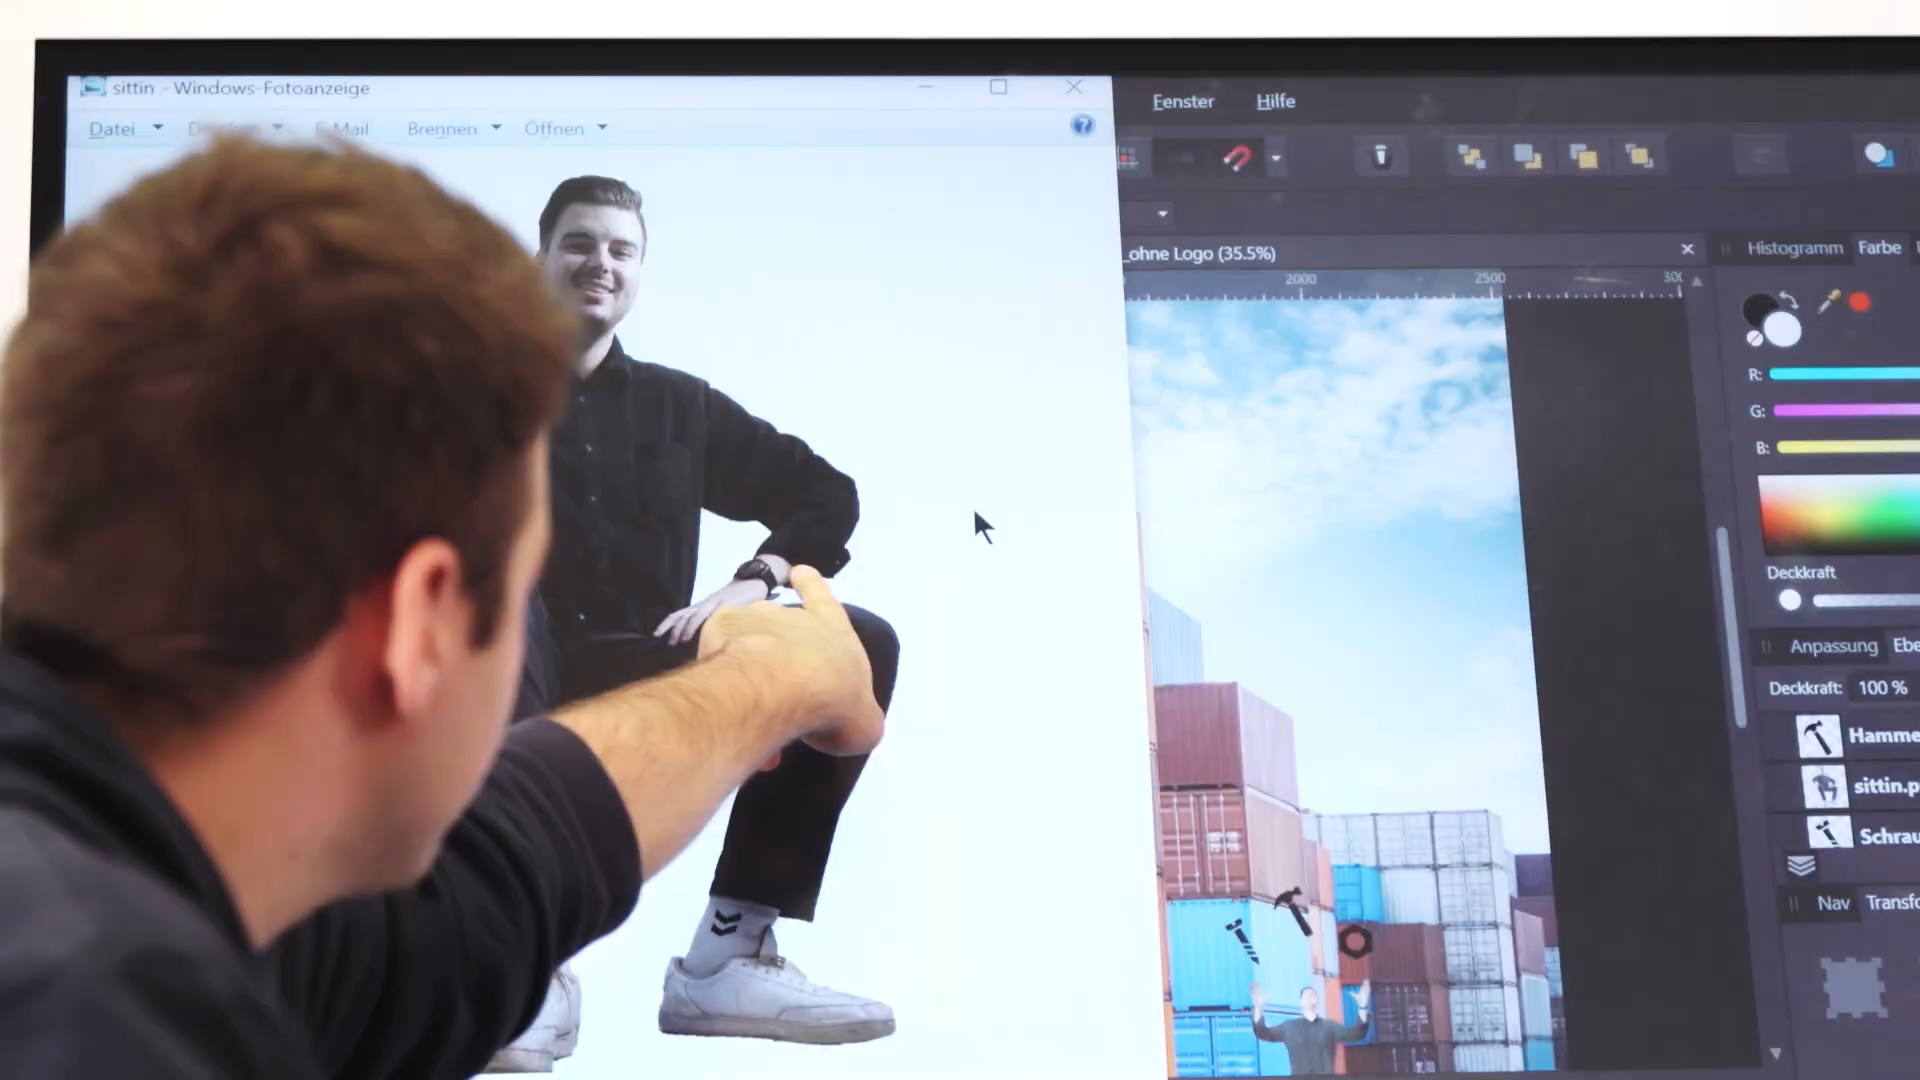 sittin - Windows-Fotoanzeige
Datei E-Mail Brennen Öffnen
Fenster Hilfe
_ohne Logo (35.5%)
2000 2500
Histogramm Farbe
R:
G:
B:
Deckkraft
Anpassung Ebe
Deckkraft: 100 %
Hamme
sittin.p
Schrau
Nav Transfo